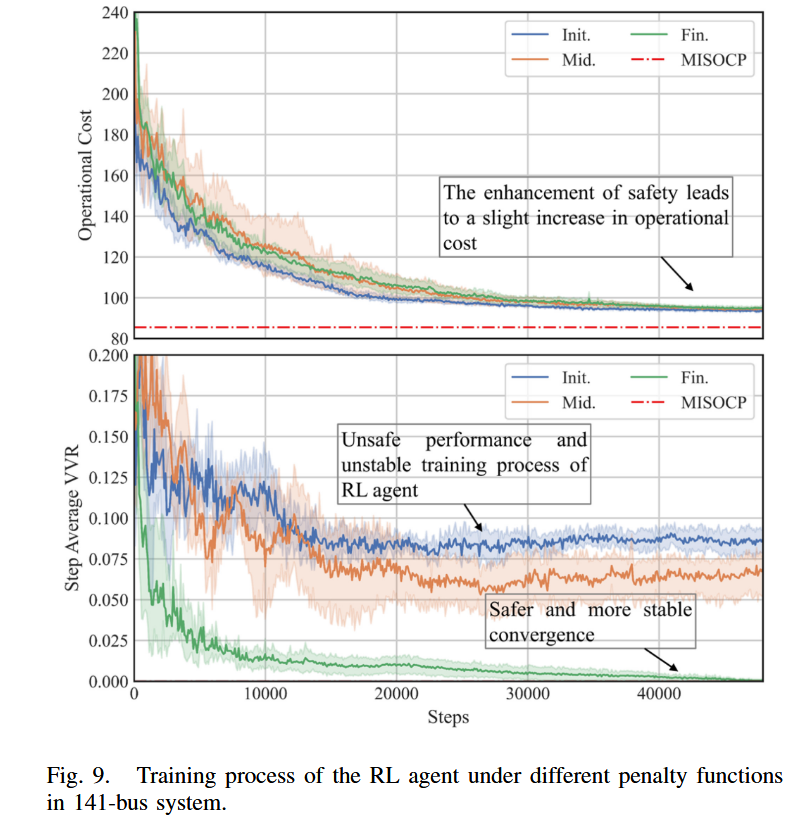 240
220
200
180
160
140
120
100
80
Operational Cost
Init.
Fin.
Mid.
MISOCP
The enhancement of safety leads
to a slight increase in operational
cost
0.200
0.175
0.150
0.125
0.100
0.075
0.050
0.025
0.000
Step Average VVR
Init.
Fin.
Mid.
MISOCP
Unsafe performance and
unstable training process of
RL agent
Safer and more stable
convergence
0
10000
20000
30000
40000
Steps
Fig. 9. Training process of the RL agent under different penalty functions
in 141-bus system.